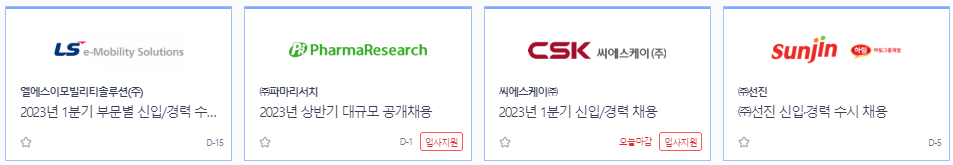 LS e-Mobility Solutions
엘에스이모빌리티솔루션(주)
2023년 1분기 부문별 신입/경력 수...
D-15
PharmaResearch
㈜파마리서치
2023년 상반기 대규모 공개채용
D-1 입사지원
CSK 씨에스케이(주)
씨에스케이㈜
2023년 1분기 신입/경력 채용
오늘마감 입사지원
sunjin 하림 하림그룹계열
㈜선진
㈜선진 신입·경력 수시 채용
D-5